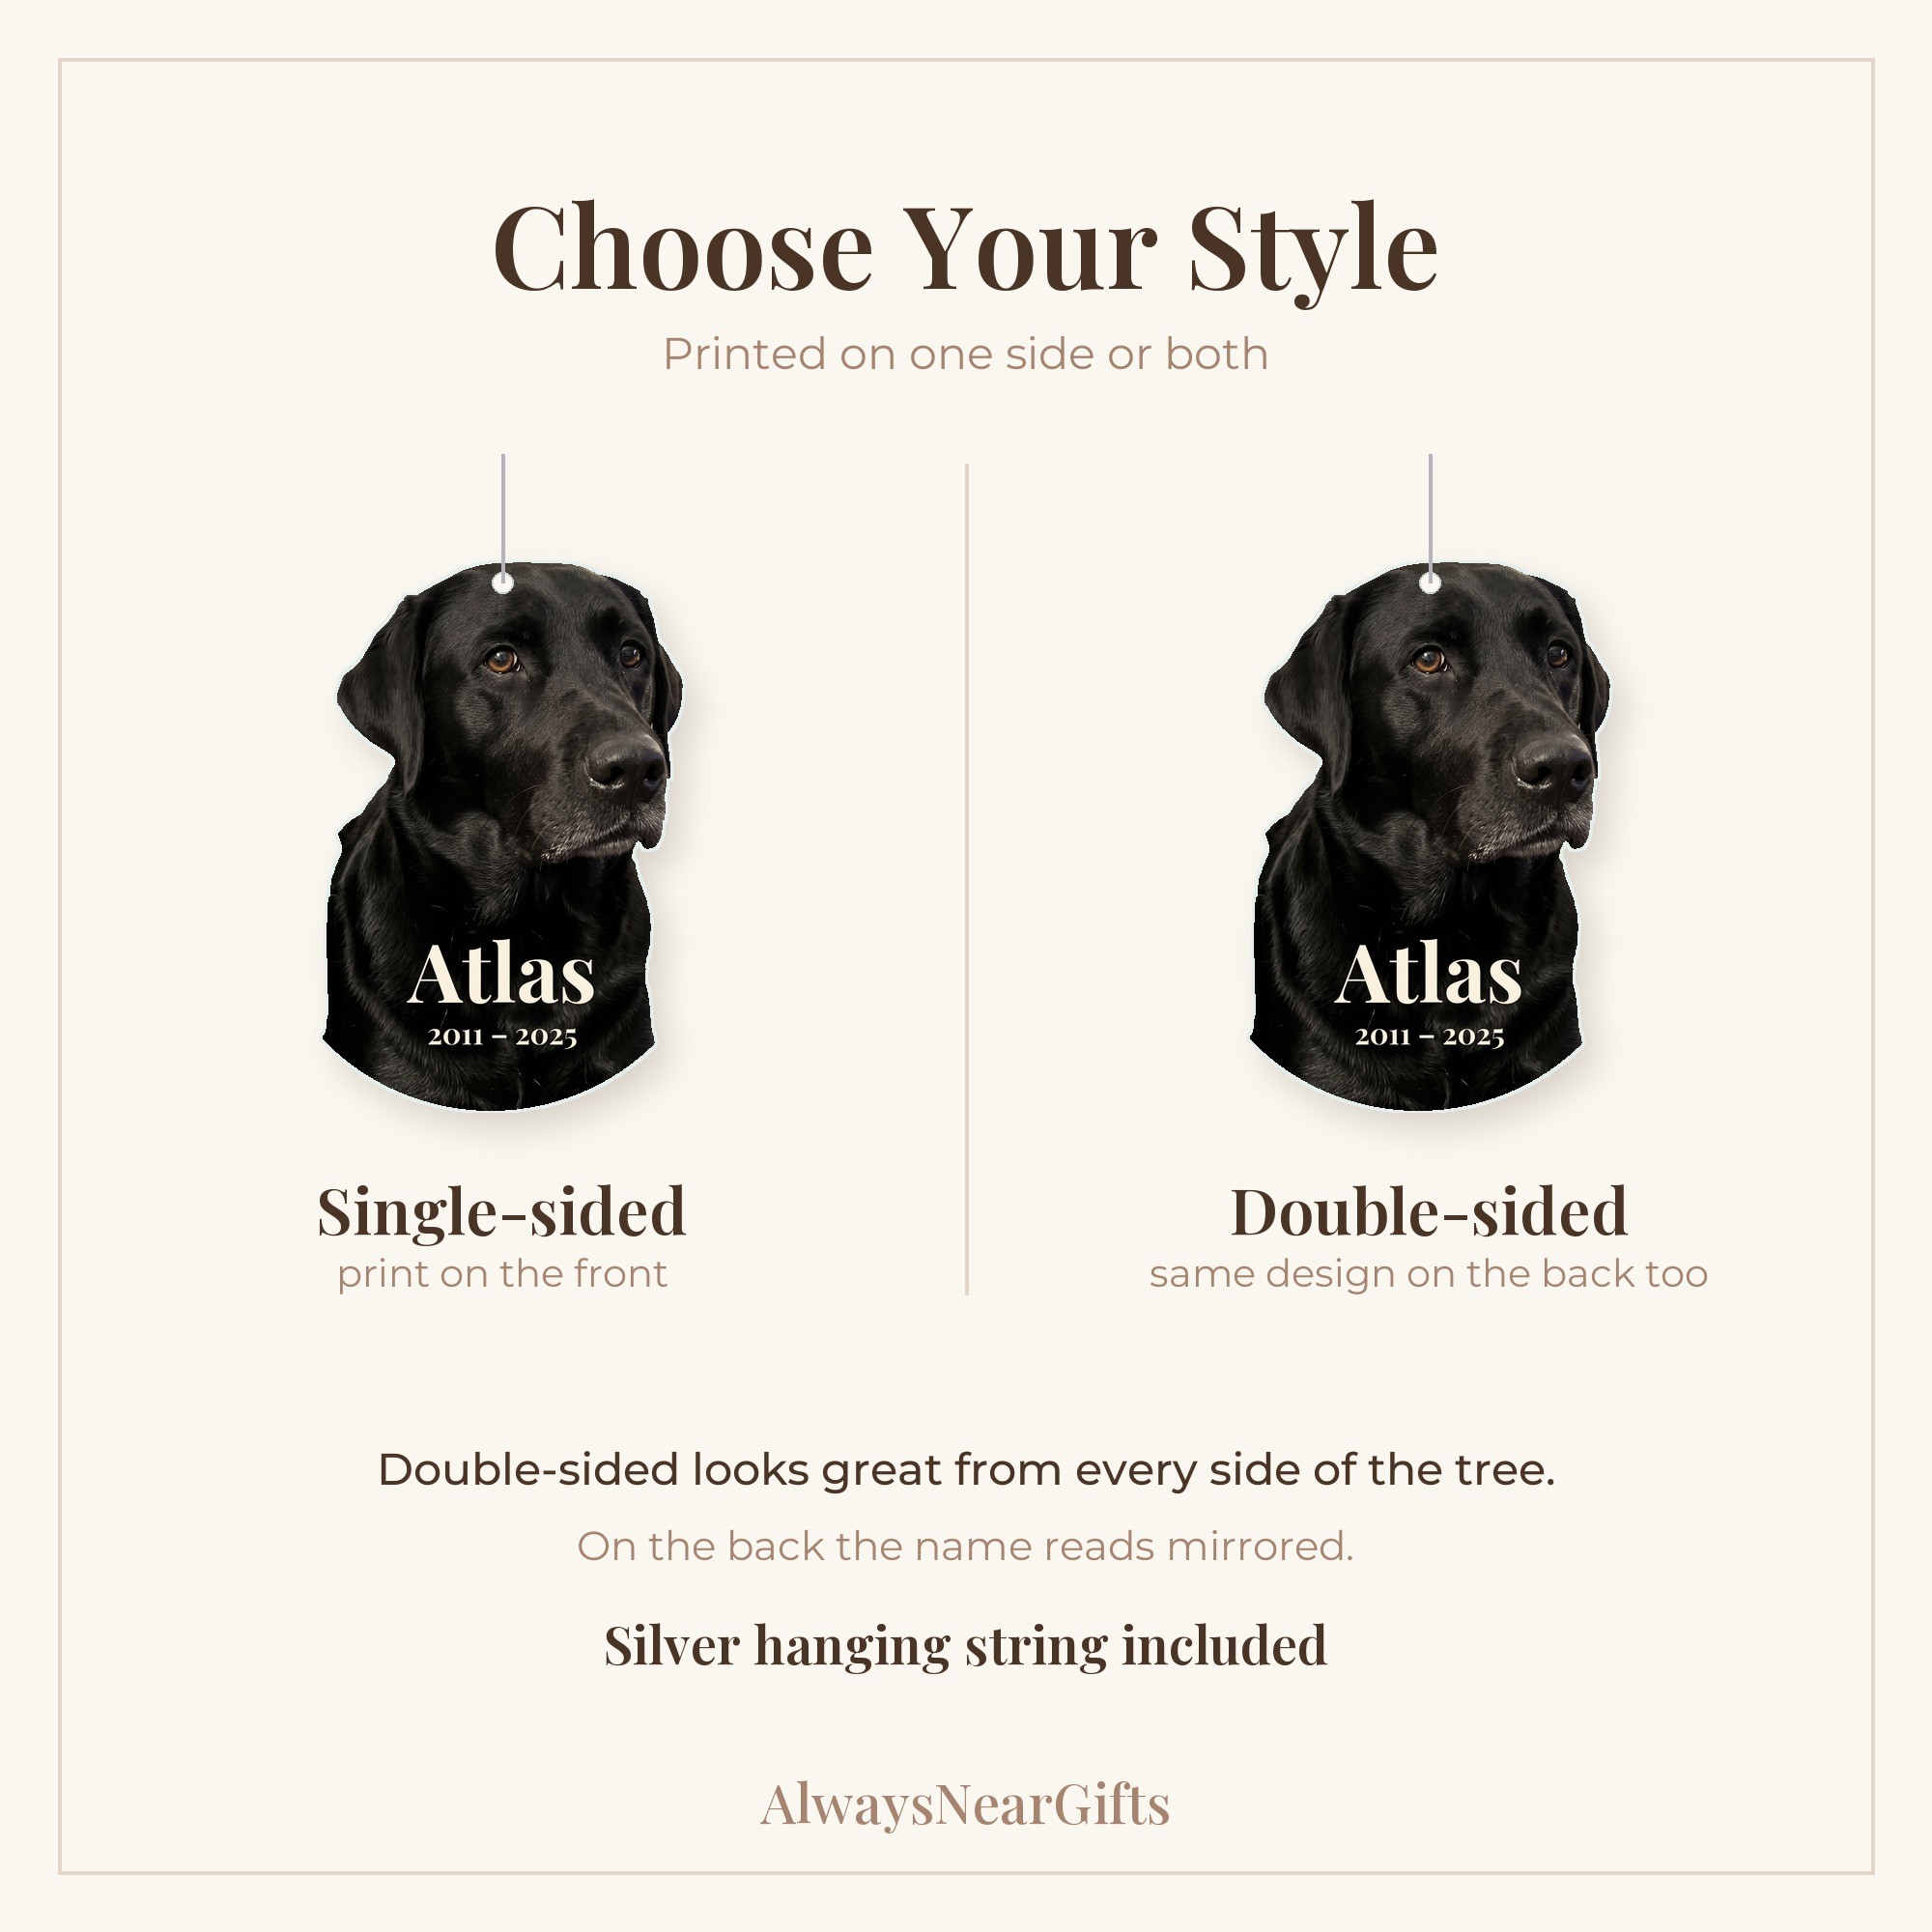 Choose Your Style
Printed on one side or both
Atlas
2011 – 2025
Single-sided
print on the front
Atlas
2011 – 2025
Double-sided
same design on the back too
Double-sided looks great from every side of the tree.
On the back the name reads mirrored.
Silver hanging string included
AlwaysNearGifts